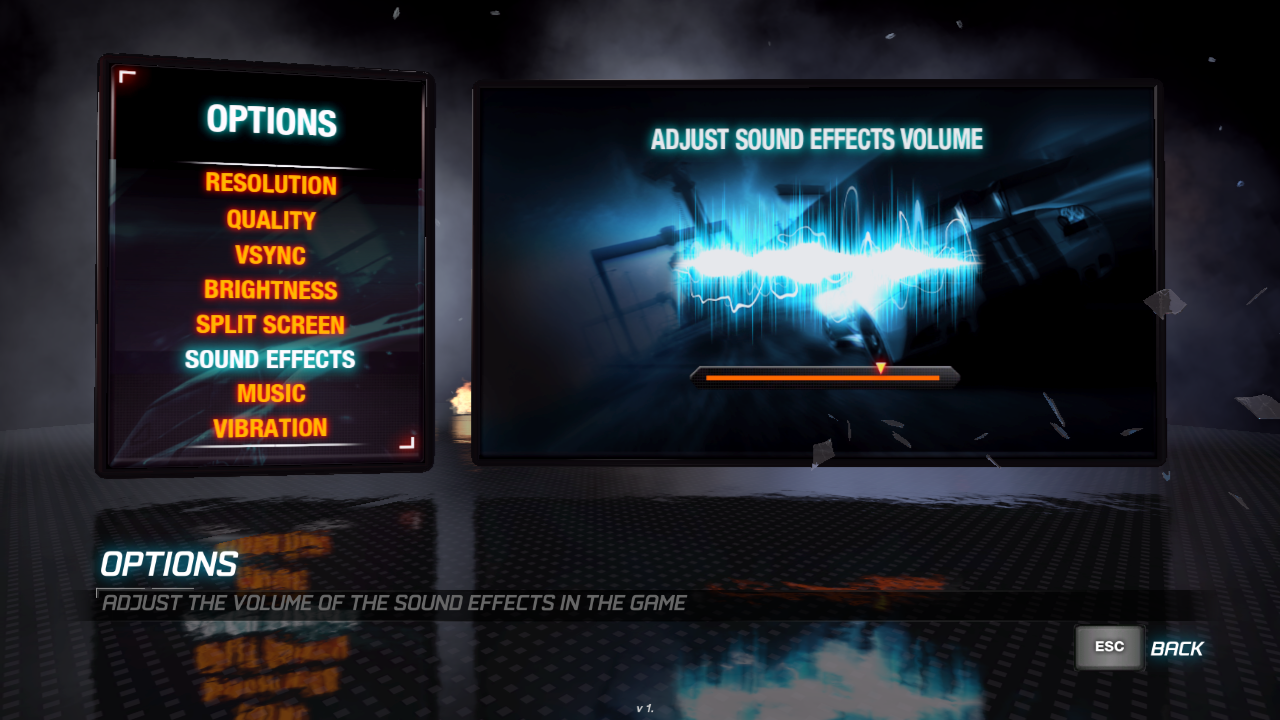 OPTIONS
RESOLUTION
QUALITY
VSYNC
BRIGHTNESS
SPLIT SCREEN
SOUND EFFECTS
MUSIC
VIBRATION
ADJUST SOUND EFFECTS VOLUME
OPTIONS
ADJUST THE VOLUME OF THE SOUND EFFECTS IN THE GAME
ESC BACK
v 1.